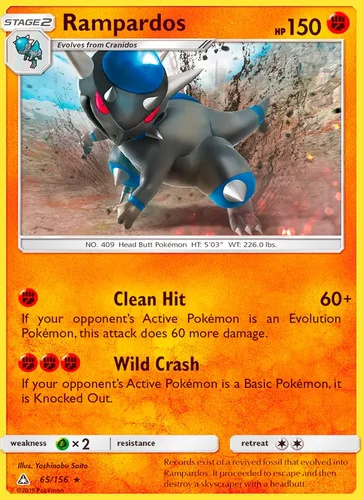 STAGE 2 Rampardos HP 150
Evolves from Cranidos
NO. 409 Head Butt Pokémon HT: 5'03" WT: 226.0 lbs.
Clean Hit 60+
If your opponent's Active Pokémon is an Evolution
Pokémon, this attack does 60 more damage.
Wild Crash
If your opponent's Active Pokémon is a Basic Pokémon, it
is Knocked Out.
weakness × 2 resistance retreat
Illus. Yoshinobu Saito
65/156 ★
©2018 Pokémon
Records exist of a revived fossil that evolved into
Rampardos. It proceeded to escape and then
destroy a skyscraper with a headbutt.